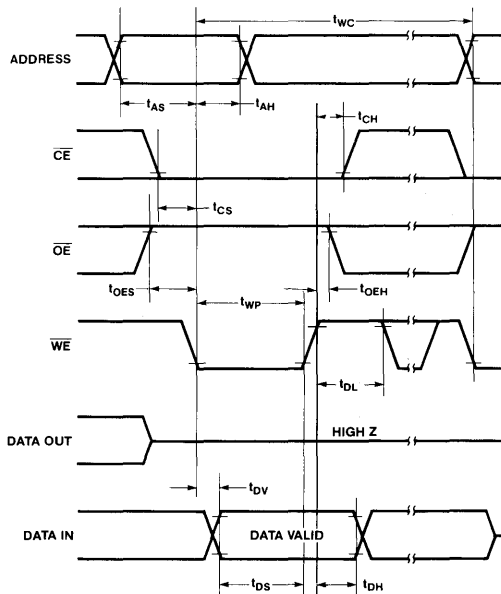 tWC
ADDRESS
tAS
tAH
tCH
CE
tCS
OE
tOES
tWP
tOEH
WE
tDL
DATA OUT
HIGH Z
tDV
DATA IN
DATA VALID
tDS
tDH